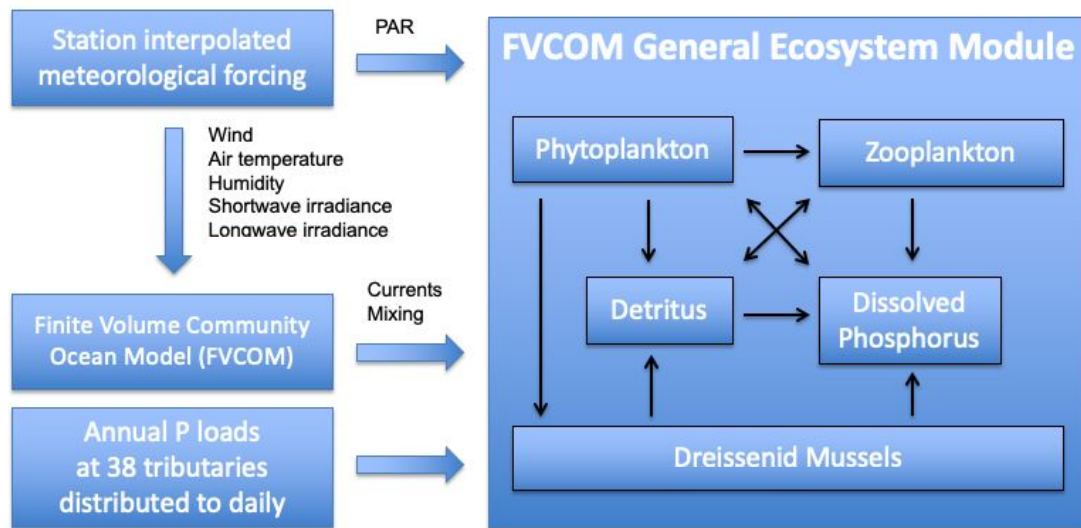 Station interpolated
meteorological forcing
PAR
Wind
Air temperature
Humidity
Shortwave irradiance
Longwave irradiance
Finite Volume Community
Ocean Model (FVCOM)
Currents
Mixing
Annual P loads
at 38 tributaries
distributed to daily
FVCOM General Ecosystem Module
Phytoplankton
Zooplankton
Detritus
Dissolved
Phosphorus
Dreissenid Mussels